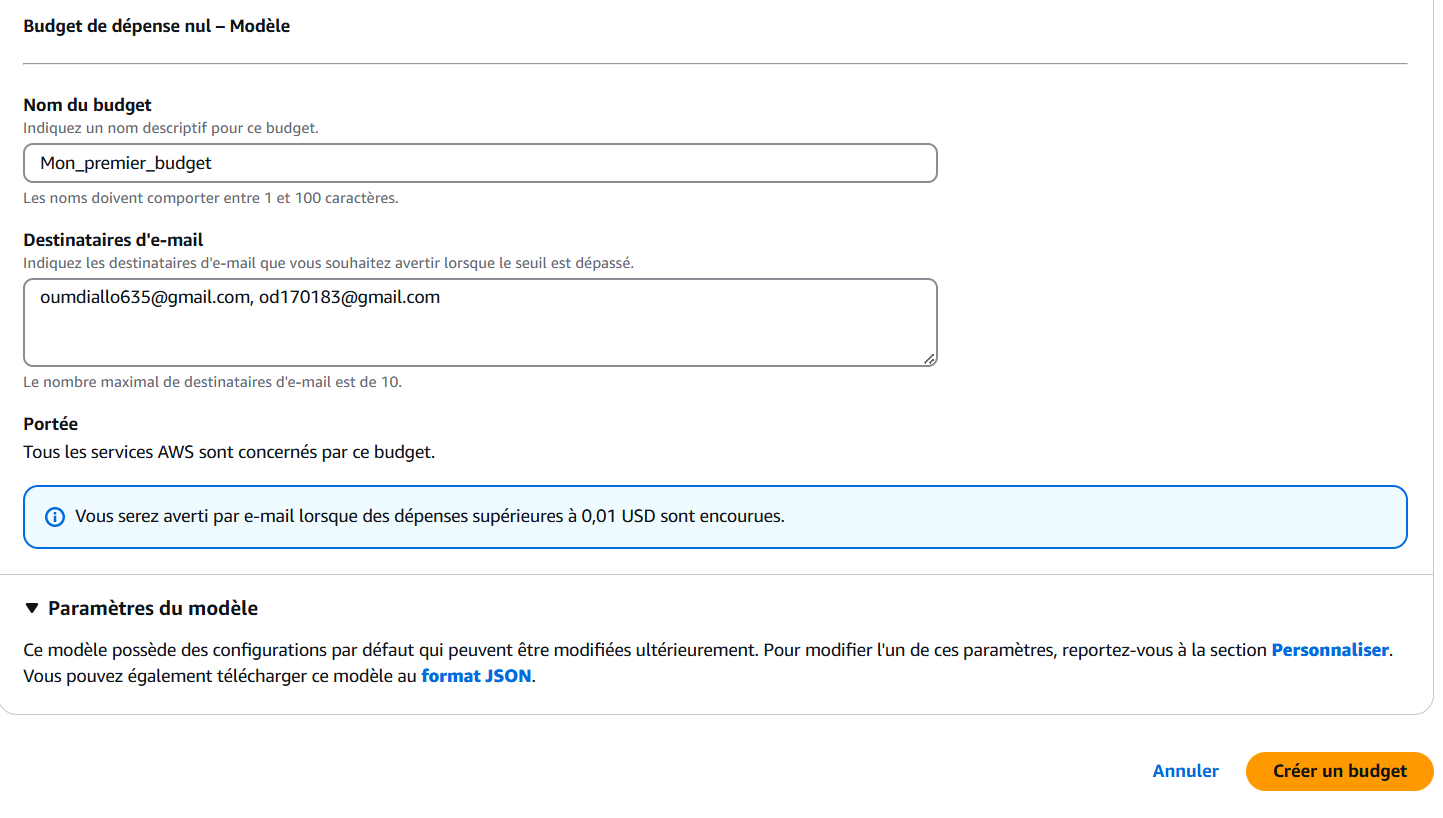 Budget de dépense nul – Modèle
Nom du budget
Indiquez un nom descriptif pour ce budget.
Mon_premier_budget
Les noms doivent comporter entre 1 et 100 caractères.
Destinataires d'e-mail
Indiquez les destinataires d'e-mail que vous souhaitez avertir lorsque le seuil est dépassé.
oumdiallo635@gmail.com, od170183@gmail.com
Le nombre maximal de destinataires d'e-mail est de 10.
Portée
Tous les services AWS sont concernés par ce budget.
Vous serez averti par e-mail lorsque des dépenses supérieures à 0,01 USD sont encourues.
Paramètres du modèle
Ce modèle possède des configurations par défaut qui peuvent être modifiées ultérieurement. Pour modifier l'un de ces paramètres, reportez-vous à la section Personnaliser.
Vous pouvez également télécharger ce modèle au format JSON.
Annuler
Créer un budget